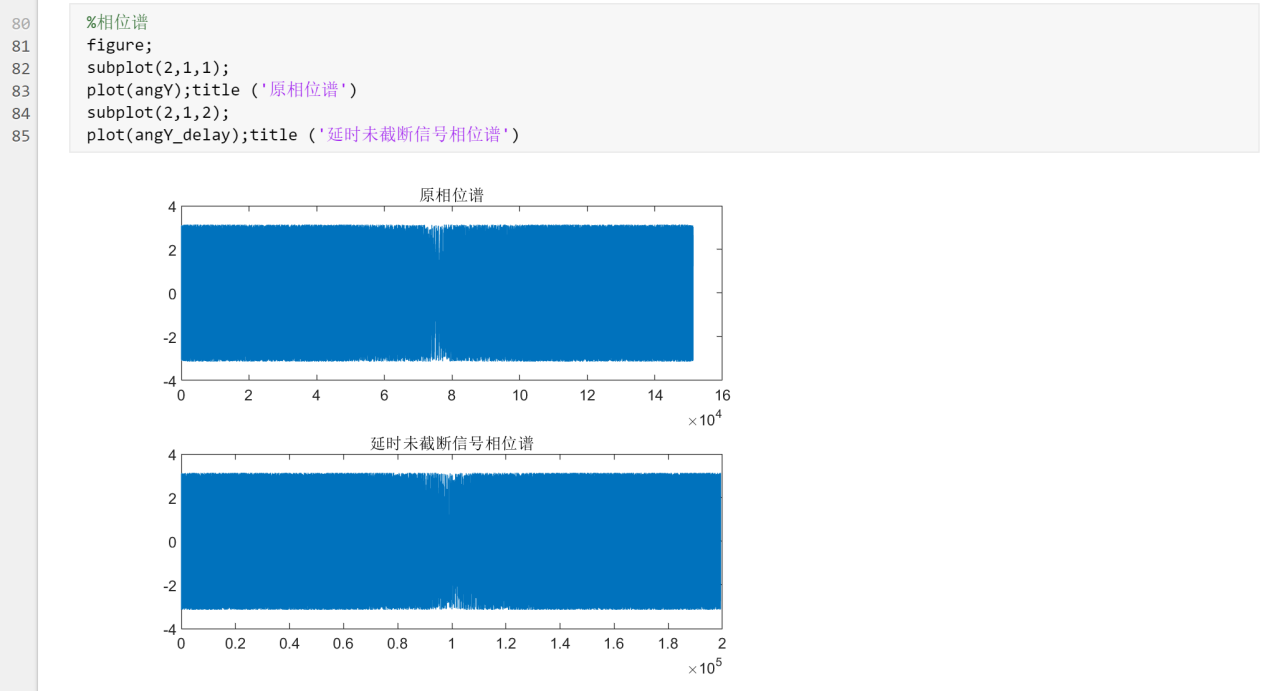 80 %相位谱
81 figure;
82 subplot(2,1,1);
83 plot(angY);title ('原相位谱')
84 subplot(2,1,2);
85 plot(angY_delay);title ('延时未截断信号相位谱')
原相位谱
4
2
0
-2
-4
0 2 4 6 8 10 12 14 16
×10^4
延时未截断信号相位谱
4
2
0
-2
-4
0 0.2 0.4 0.6 0.8 1 1.2 1.4 1.6 1.8 2
×10^5